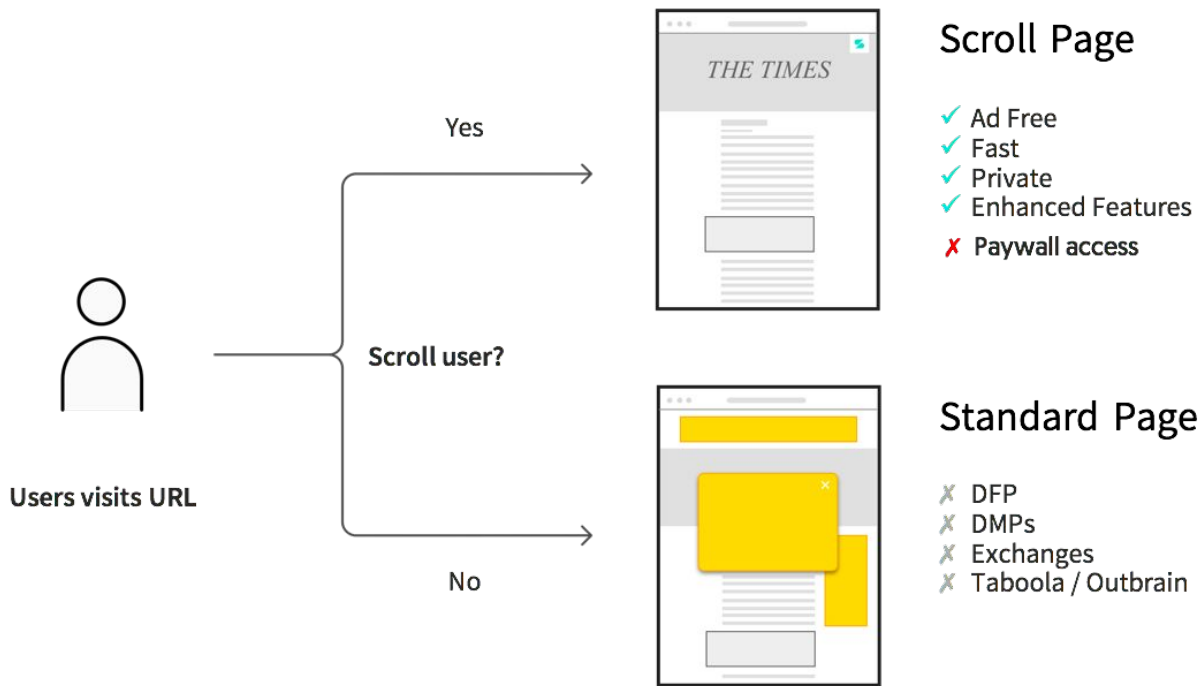 THE TIMES
Scroll Page
✓ Ad Free
✓ Fast
✓ Private
✓ Enhanced Features
✗ Paywall access
Yes
Scroll user?
Users visits URL
No
Standard Page
✗ DFP
✗ DMPs
✗ Exchanges
✗ Taboola / Outbrain